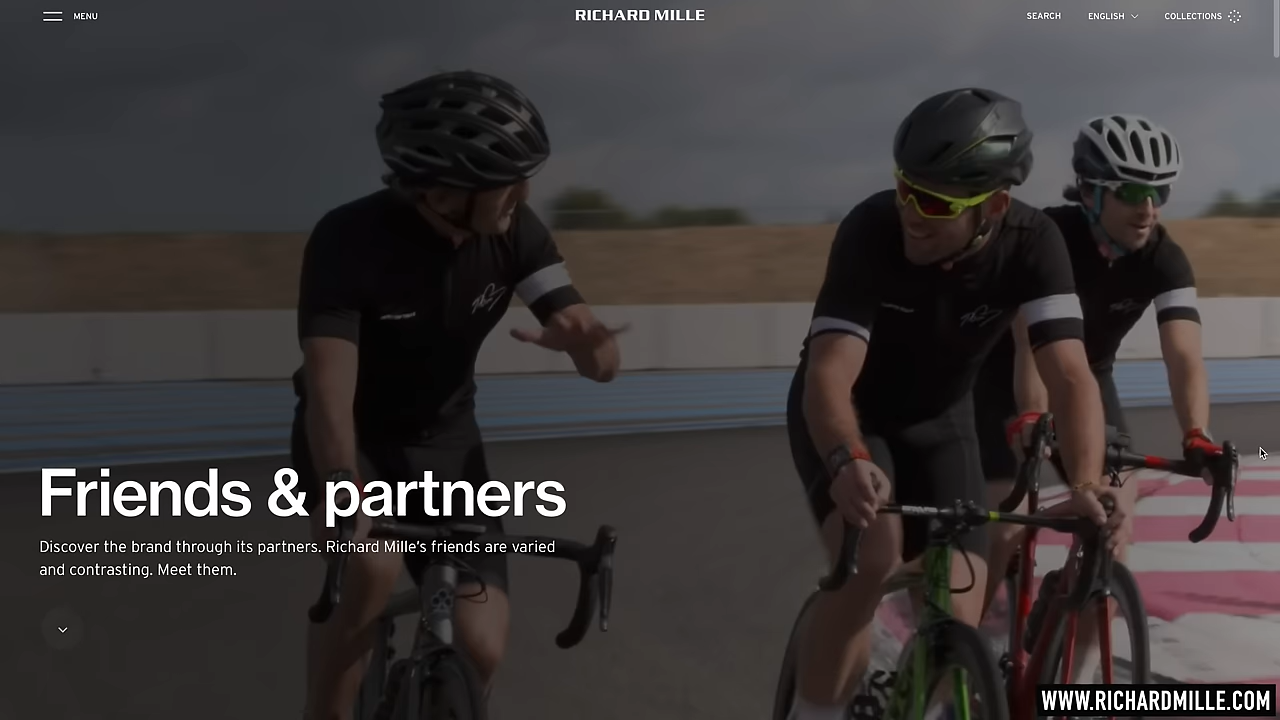 MENU
RICHARD MILLE
SEARCH
ENGLISH
COLLECTIONS
Friends & partners
Discover the brand through its partners. Richard Mille's friends are varied
and contrasting. Meet them.
WWW.RICHARDMILLE.COM